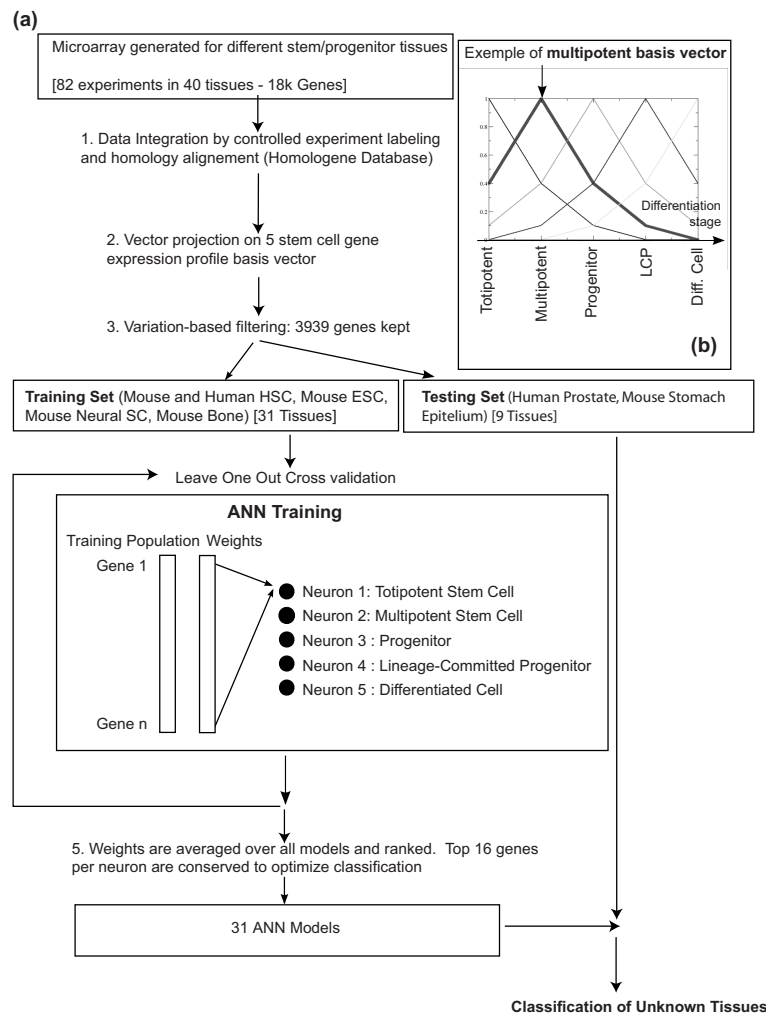 (a)
Microarray generated for different stem/progenitor tissues
[82 experiments in 40 tissues - 18k Genes]
1. Data Integration by controlled experiment labeling
and homology alignement (Homologene Database)
2. Vector projection on 5 stem cell gene
expression profile basis vector
3. Variation-based filtering: 3939 genes kept
Exemple of multipotent basis vector
1
0.8
0.6
0.4
0.2
0
Differentiation
stage
Totipotent
Multipotent
Progenitor
LCP
Diff. Cell
(b)
Training Set (Mouse and Human HSC, Mouse ESC,
Mouse Neural SC, Mouse Bone) [31 Tissues]
Testing Set (Human Prostate, Mouse Stomach
Epitelium) [9 Tissues]
Leave One Out Cross validation
ANN Training
Training Population Weights
Gene 1
Gene n
Neuron 1: Totipotent Stem Cell
Neuron 2: Multipotent Stem Cell
Neuron 3 : Progenitor
Neuron 4 : Lineage-Committed Progenitor
Neuron 5 : Differentiated Cell
5. Weights are averaged over all models and ranked. Top 16 genes
per neuron are conserved to optimize classification
31 ANN Models
Classification of Unknown Tissues